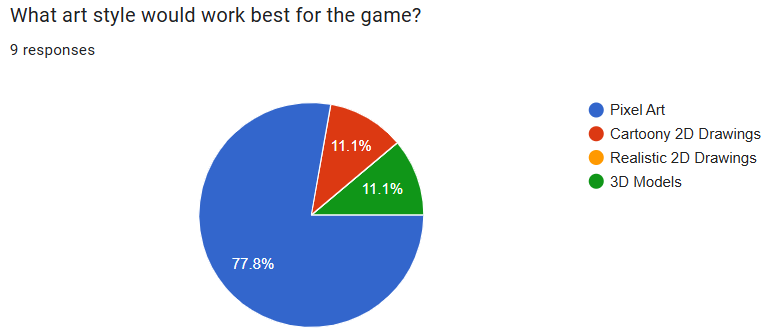 What art style would work best for the game?
9 responses
11.1%
11.1%
77.8%
Pixel Art
Cartoony 2D Drawings
Realistic 2D Drawings
3D Models